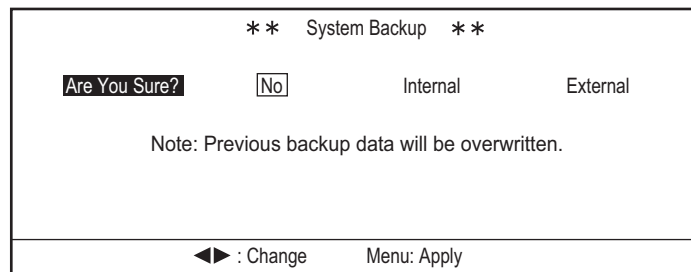 ** System Backup **
Are You Sure? No Internal External
Note: Previous backup data will be overwritten.
◀▶ : Change Menu: Apply